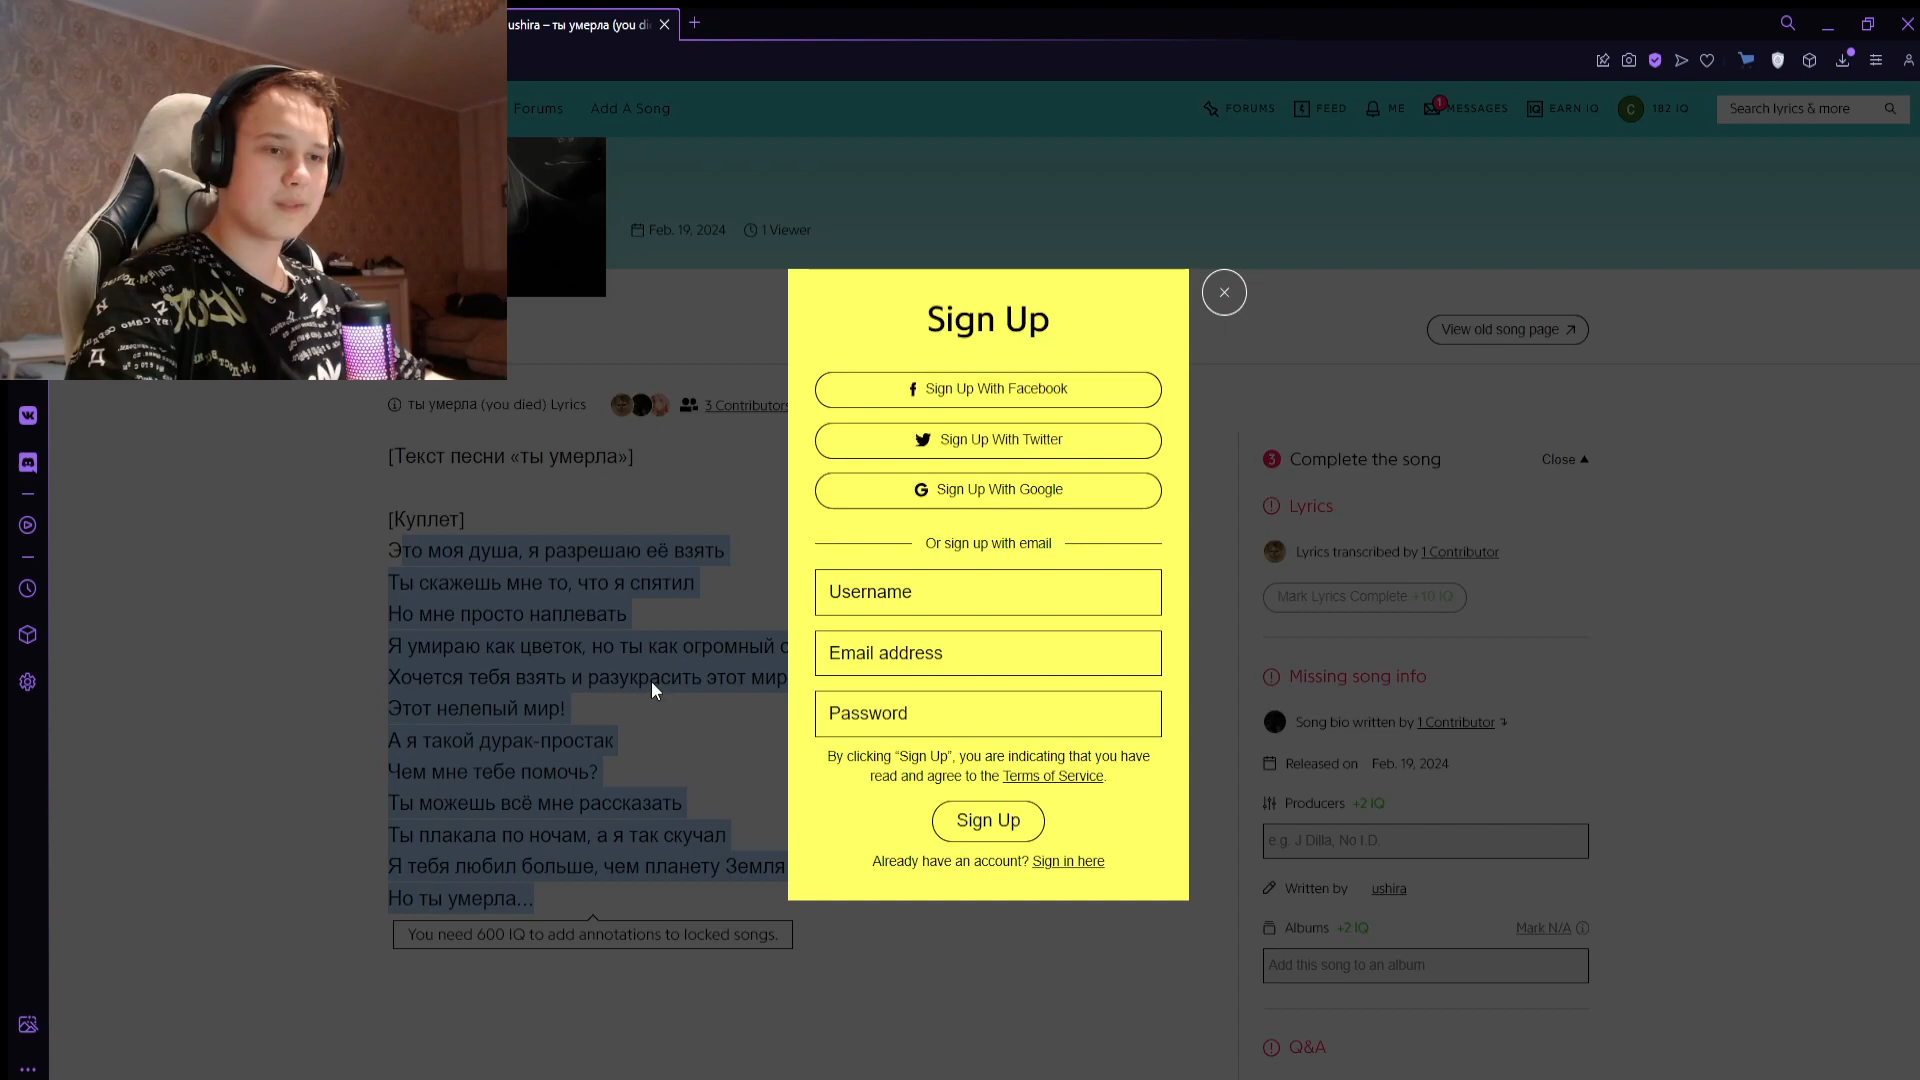 ushira – ты умерла (you di
Forums
Add A Song
FORUMS
FEED
ME
1
MESSAGES
IQ
EARN IQ
C
182 IQ
Search lyrics & more
Feb. 19, 2024
1 Viewer
View old song page
ты умерла (you died) Lyrics
3 Contributors
[Текст песни «ты умерла»]
[Куплет]
Это моя душа, я разрешаю её взять
Ты скажешь мне то, что я спятил
Но мне просто наплевать
Я умираю как цветок, но ты как огромный
Хочется тебя взять и разукрасить этот мир
Этот нелепый мир!
А я такой дурак-простак
Чем мне тебе помочь?
Ты можешь всё мне рассказать
Ты плакала по ночам, а я так скучал
Я тебя любил больше, чем планету Земля
Но ты умерла...
You need 600 IQ to add annotations to locked songs.
Sign Up
Sign Up With Facebook
Sign Up With Twitter
Sign Up With Google
Or sign up with email
Username
Email address
Password
By clicking “Sign Up”, you are indicating that you have
read and agree to the Terms of Service.
Sign Up
Already have an account? Sign in here
3 Complete the song
Close
Lyrics
Lyrics transcribed by 1 Contributor
Mark Lyrics Complete +10 IQ
Missing song info
Song bio written by 1 Contributor
Released on Feb. 19, 2024
Producers +2 IQ
e.g. J Dilla, No I.D.
Written by ushira
Albums +2 IQ
Mark N/A
Add this song to an album
Q&A